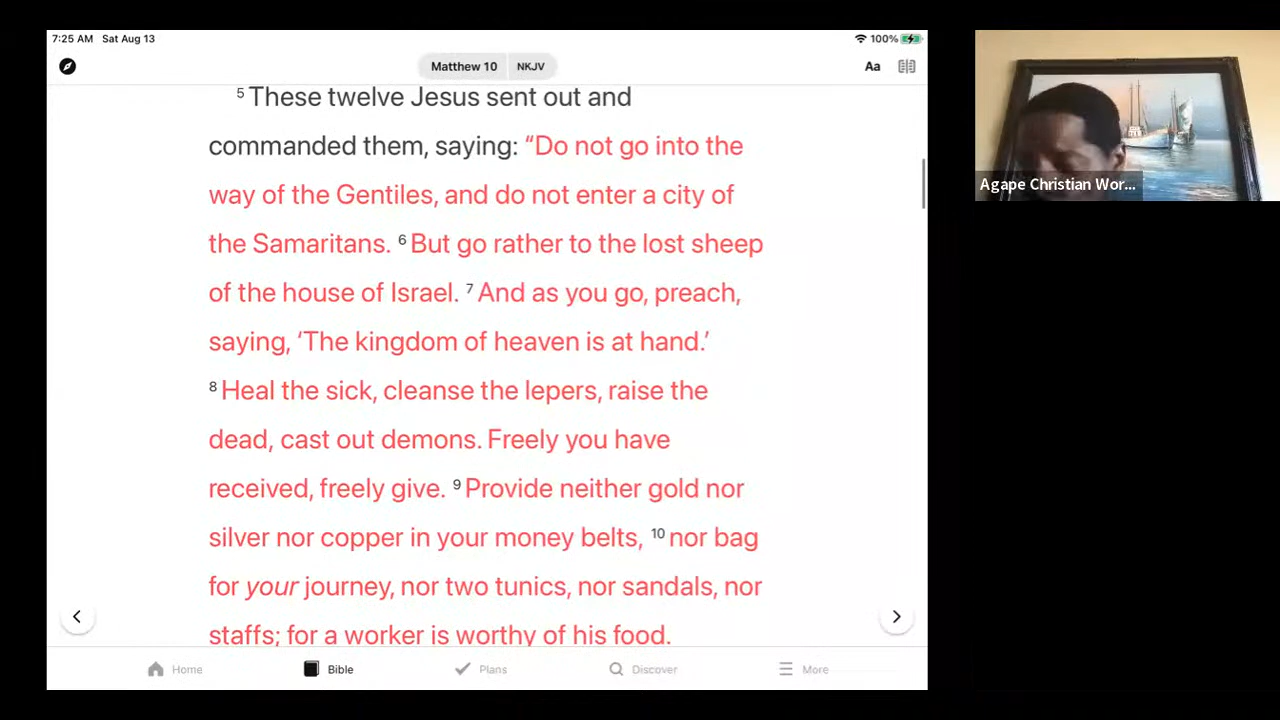 7:25 AM Sat Aug 13
100%
Matthew 10 NKJV
Aa
5 These twelve Jesus sent out and
commanded them, saying: “Do not go into the
way of the Gentiles, and do not enter a city of
the Samaritans. 6 But go rather to the lost sheep
of the house of Israel. 7 And as you go, preach,
saying, ‘The kingdom of heaven is at hand.’
8 Heal the sick, cleanse the lepers, raise the
dead, cast out demons. Freely you have
received, freely give. 9 Provide neither gold nor
silver nor copper in your money belts, 10 nor bag
for your journey, nor two tunics, nor sandals, nor
staffs; for a worker is worthy of his food.
Home Bible Plans Discover More
Agape Christian Wor...